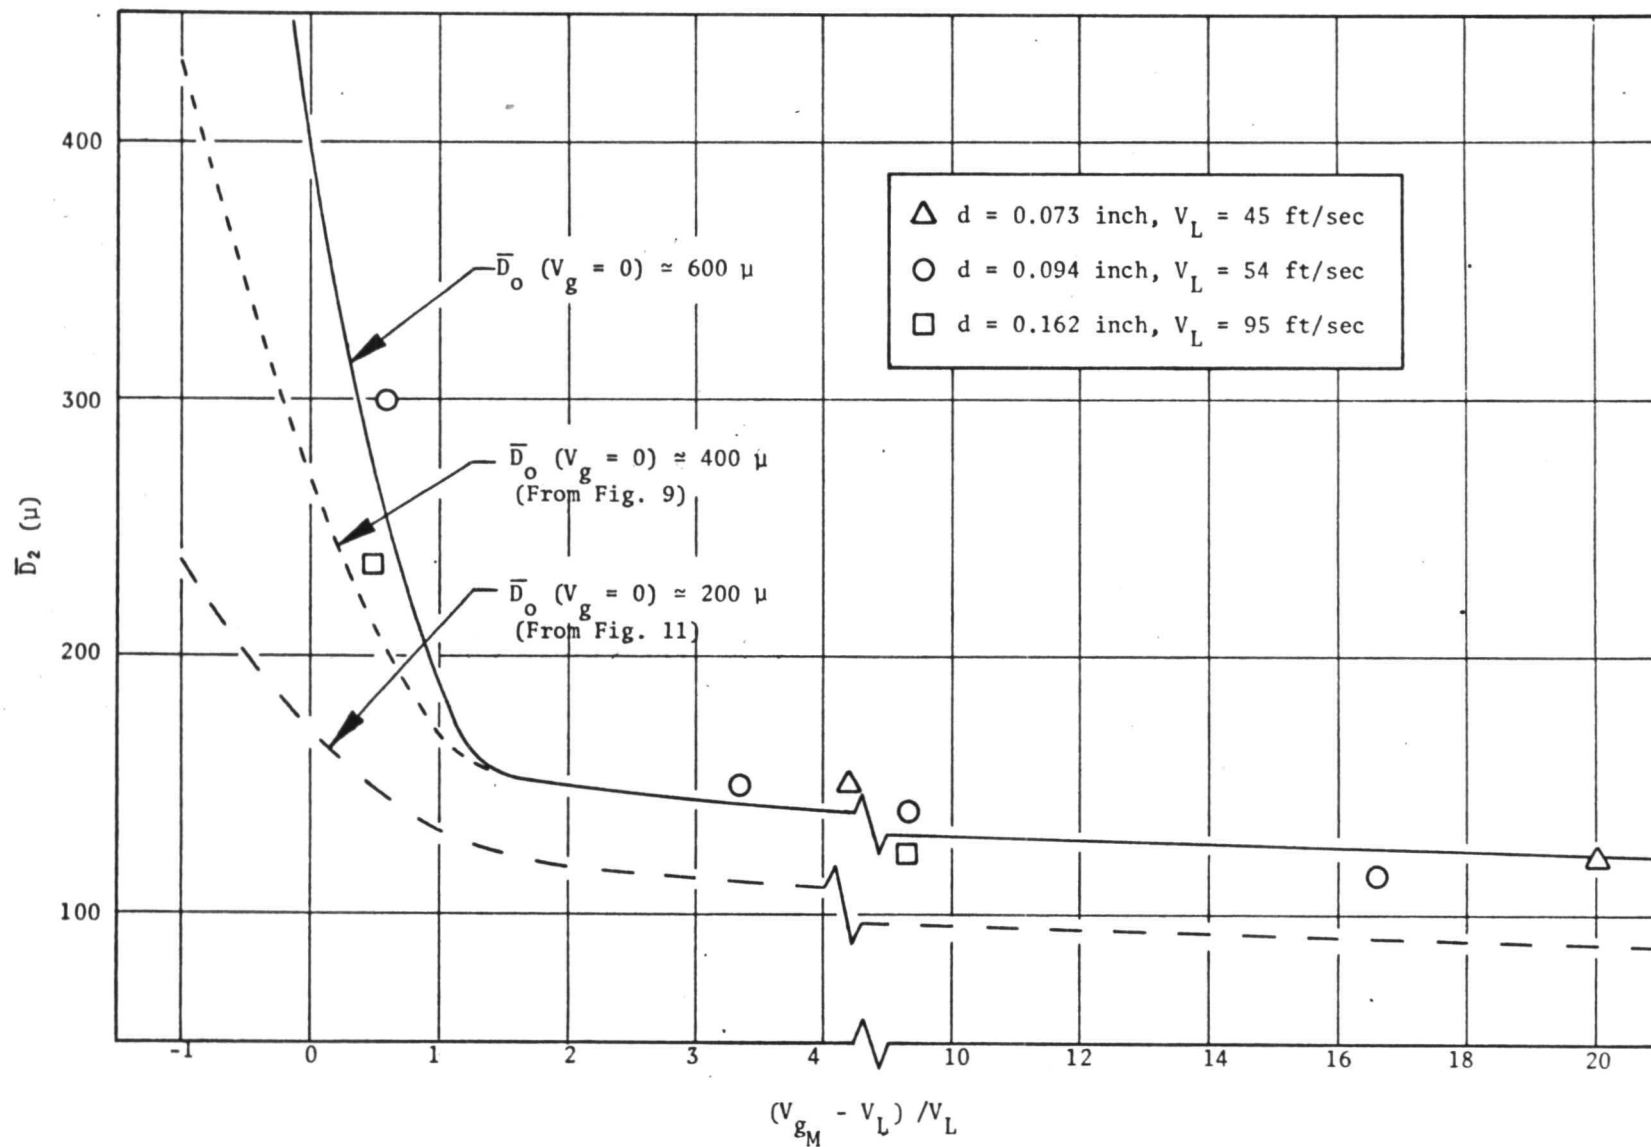 400
300
200
100
D̅₂ (μ)
△ d = 0.073 inch, V_L = 45 ft/sec
○ d = 0.094 inch, V_L = 54 ft/sec
□ d = 0.162 inch, V_L = 95 ft/sec
D̅_o (V_g = 0) ≃ 600 μ
D̅_o (V_g = 0) ≃ 400 μ
(From Fig. 9)
D̅_o (V_g = 0) ≃ 200 μ
(From Fig. 11)
-1 0 1 2 3 4 10 12 14 16 18 20
(V_g_M - V_L) /V_L